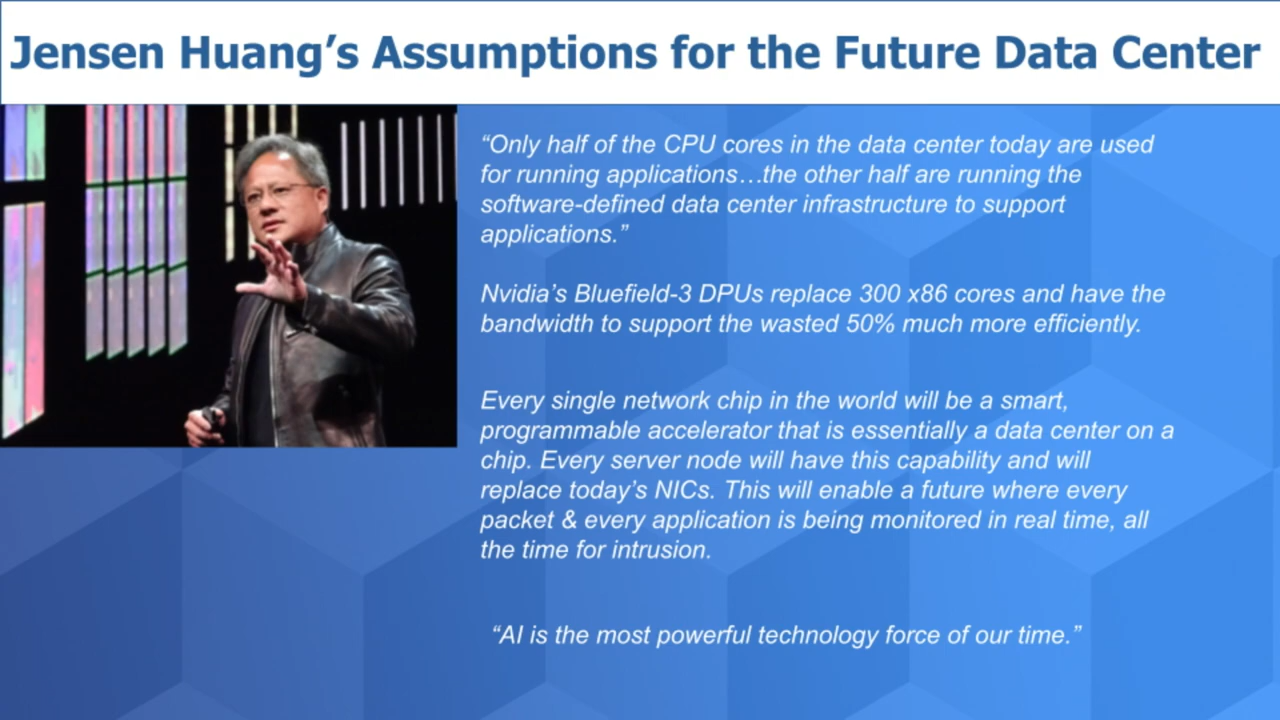 Jensen Huang’s Assumptions for the Future Data Center
“Only half of the CPU cores in the data center today are used
for running applications…the other half are running the
software-defined data center infrastructure to support
applications.”
Nvidia’s Bluefield-3 DPUs replace 300 x86 cores and have the
bandwidth to support the wasted 50% much more efficiently.
Every single network chip in the world will be a smart,
programmable accelerator that is essentially a data center on a
chip. Every server node will have this capability and will
replace today’s NICs. This will enable a future where every
packet & every application is being monitored in real time, all
the time for intrusion.
“AI is the most powerful technology force of our time.”